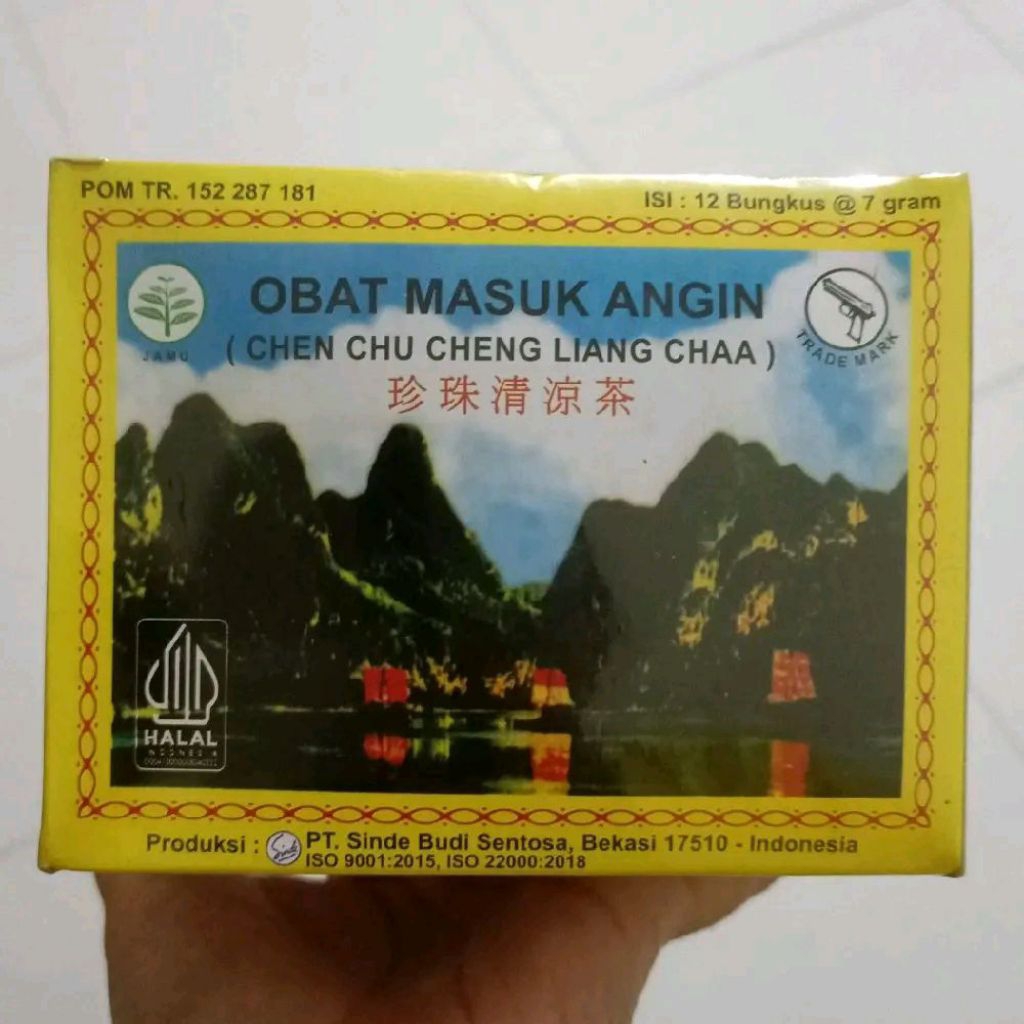 POM TR. 152 287 181
ISI : 12 Bungkus @ 7 gram
JAMU
OBAT MASUK ANGIN
( CHEN CHU CHENG LIANG CHAA )
珍珠清涼茶
TRADE MARK
HALAL
INDONESIA
Produksi : Sinde PT. Sinde Budi Sentosa, Bekasi 17510 - Indonesia
ISO 9001:2015, ISO 22000:2018